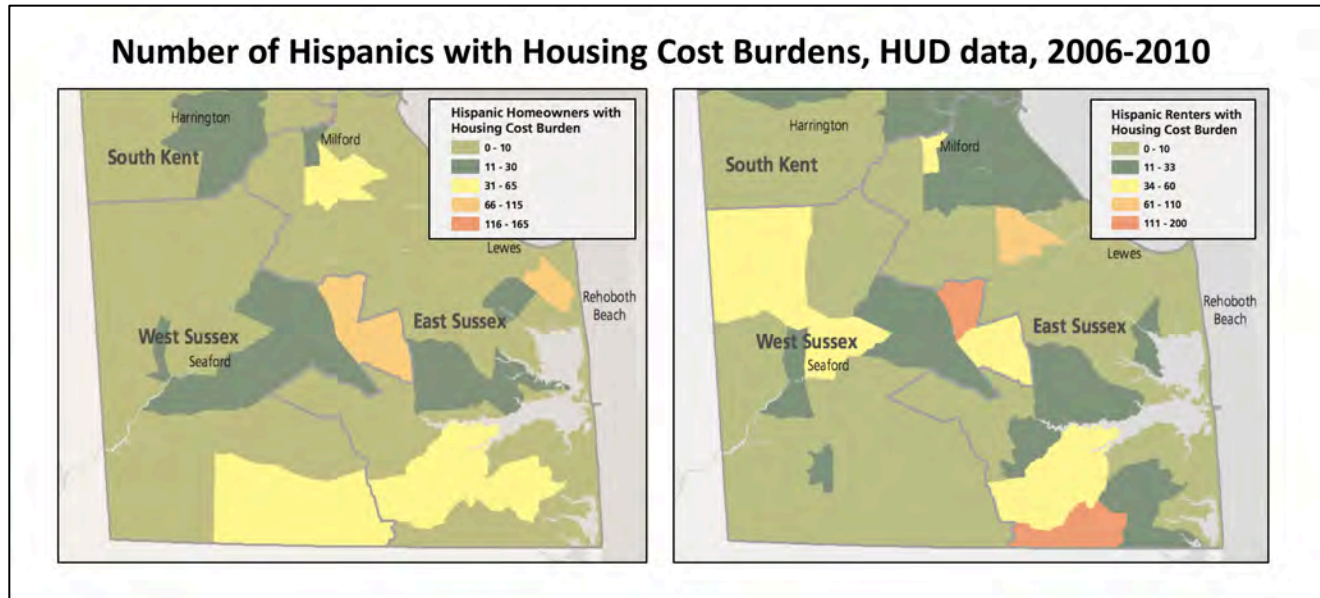 Number of Hispanics with Housing Cost Burdens, HUD data, 2006-2010
Hispanic Homeowners with
Housing Cost Burden
0 - 10
11 - 30
31 - 65
66 - 115
116 - 165
Harrington
Milford
South Kent
Lewes
Rehoboth
Beach
West Sussex
East Sussex
Seaford
Hispanic Renters with
Housing Cost Burden
0 - 10
11 - 33
34 - 60
61 - 110
111 - 200
Harrington
Milford
South Kent
Lewes
Rehoboth
Beach
West Sussex
East Sussex
Seaford